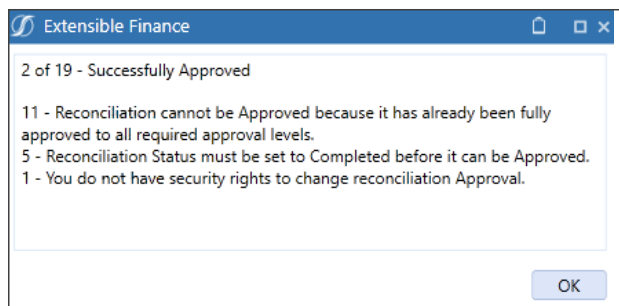 Extensible Finance
2 of 19 - Successfully Approved
11 - Reconciliation cannot be Approved because it has already been fully
approved to all required approval levels.
5 - Reconciliation Status must be set to Completed before it can be Approved.
1 - You do not have security rights to change reconciliation Approval.
OK